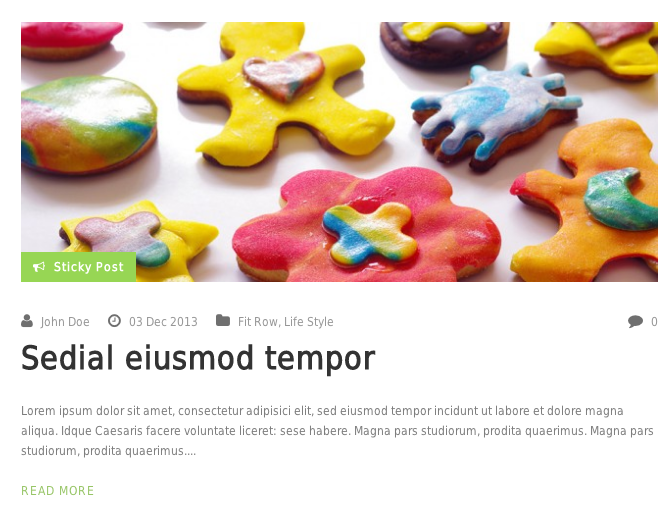 Sticky Post
John Doe 03 Dec 2013 Fit Row, Life Style 0
Sedial eiusmod tempor
Lorem ipsum dolor sit amet, consectetur adipisici elit, sed eiusmod tempor incidunt ut labore et dolore magna
aliqua. Idque Caesaris facere voluntate liceret: sese habere. Magna pars studiorum, prodita quaerimus. Magna pars
studiorum, prodita quaerimus....
READ MORE